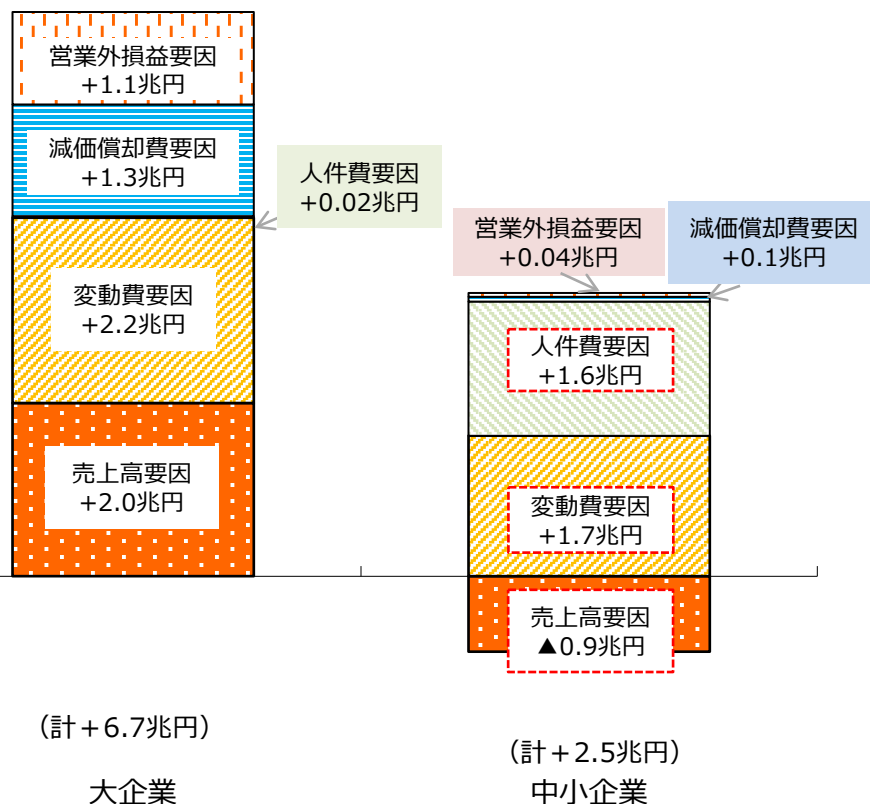 営業外損益要因
+1.1兆円
減価償却費要因
+1.3兆円
人件費要因
+0.02兆円
変動費要因
+2.2兆円
売上高要因
+2.0兆円
(計+6.7兆円)
大企業
営業外損益要因
+0.04兆円
減価償却費要因
+0.1兆円
人件費要因
+1.6兆円
変動費要因
+1.7兆円
売上高要因
▲0.9兆円
(計+2.5兆円)
中小企業